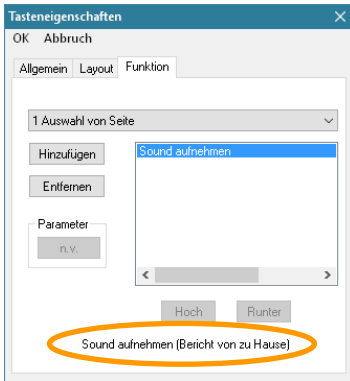 Tasteneigenschaften
OK Abbruch
Allgemein Layout Funktion
1 Auswahl von Seite
Hinzufügen
Sound aufnehmen
Entfernen
Parameter
n.v.
Hoch Runter
Sound aufnehmen (Bericht von zu Hause)